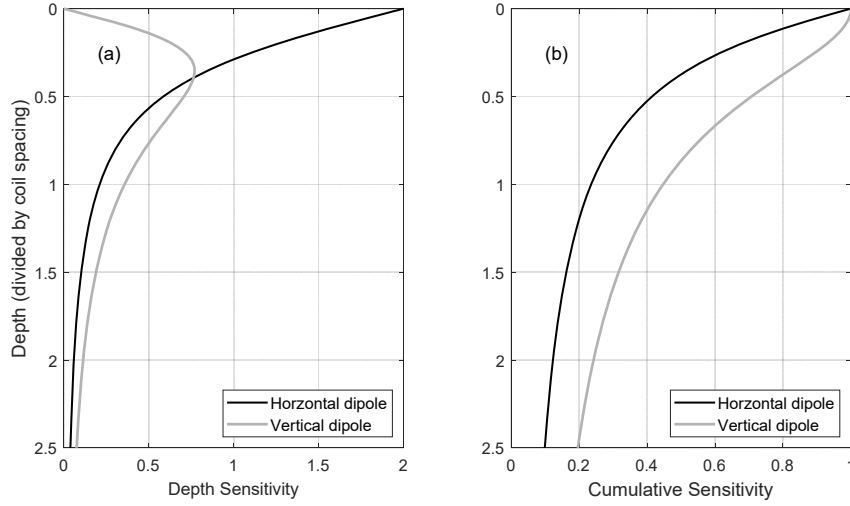 (a)
0
0.5
1
1.5
2
2.5
Depth (divided by coil spacing)
Horzontal dipole
Vertical dipole
0 0.5 1 1.5 2
Depth Sensitivity
(b)
0
0.5
1
1.5
2
2.5
Horzontal dipole
Vertical dipole
0 0.2 0.4 0.6 0.8 1
Cumulative Sensitivity